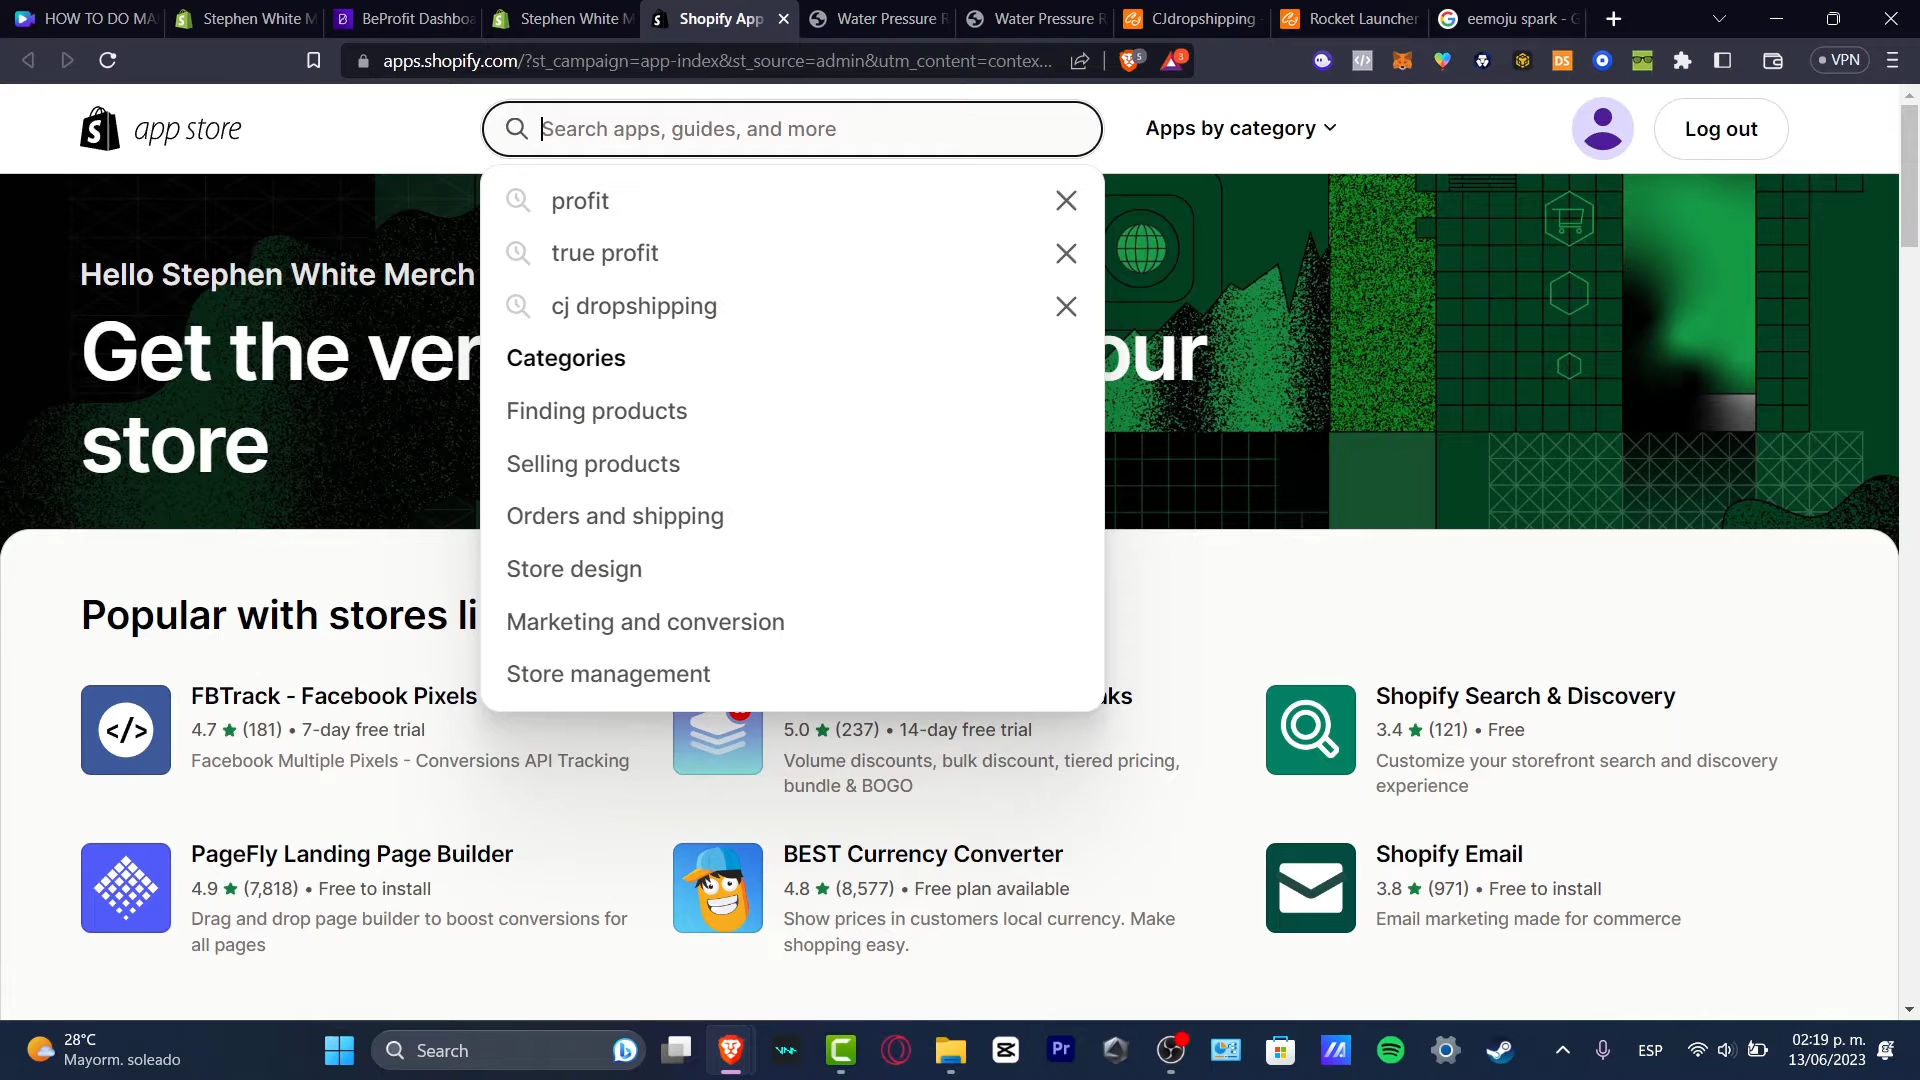 HOW TO DO MA
Stephen White M
BeProfit Dashboa
Stephen White M
Shopify App
Water Pressure R
Water Pressure R
CJdropshipping
Rocket Launcher
eemoju spark - G
apps.shopify.com/?st_campaign=app-index&st_source=admin&utm_content=contex...
5
3
DS
VPN
app store
Search apps, guides, and more
Apps by category
Log out
profit
true profit
cj dropshipping
Categories
Finding products
Selling products
Orders and shipping
Store design
Marketing and conversion
Store management
Hello Stephen White Merch
Get the ver
our
store
Popular with stores li
FBTrack - Facebook Pixels
4.7 ★ (181) • 7-day free trial
Facebook Multiple Pixels - Conversions API Tracking
ks
5.0 ★ (237) • 14-day free trial
Volume discounts, bulk discount, tiered pricing,
bundle & BOGO
Shopify Search & Discovery
3.4 ★ (121) • Free
Customize your storefront search and discovery
experience
PageFly Landing Page Builder
4.9 ★ (7,818) • Free to install
Drag and drop page builder to boost conversions for
all pages
BEST Currency Converter
4.8 ★ (8,577) • Free plan available
Show prices in customers local currency. Make
shopping easy.
Shopify Email
3.8 ★ (971) • Free to install
Email marketing made for commerce
28°C
Mayorm. soleado
Search
Pr
ESP
02:19 p. m.
13/06/2023